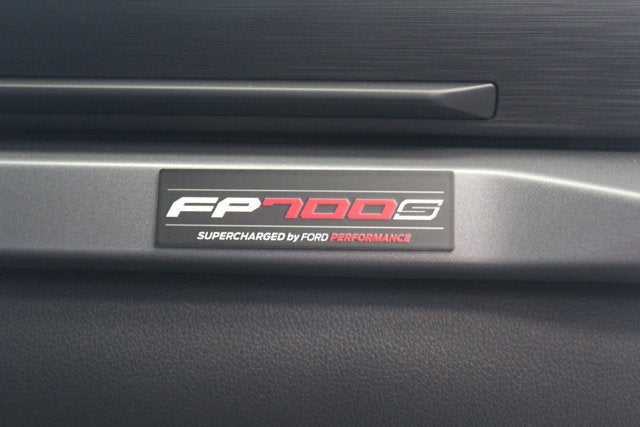 FP700S
SUPERCHARGED by FORD PERFORMANCE